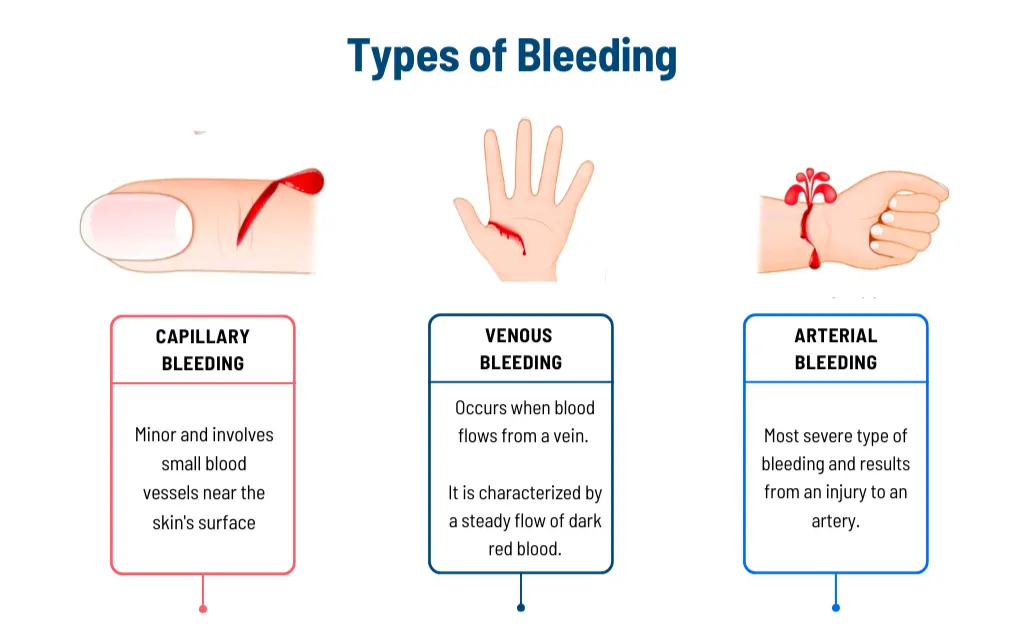 Types of Bleeding
CAPILLARY
BLEEDING
Minor and involves
small blood
vessels near the
skin's surface
VENOUS
BLEEDING
Occurs when blood
flows from a vein.
It is characterized by
a steady flow of dark
red blood.
ARTERIAL
BLEEDING
Most severe type of
bleeding and results
from an injury to an
artery.